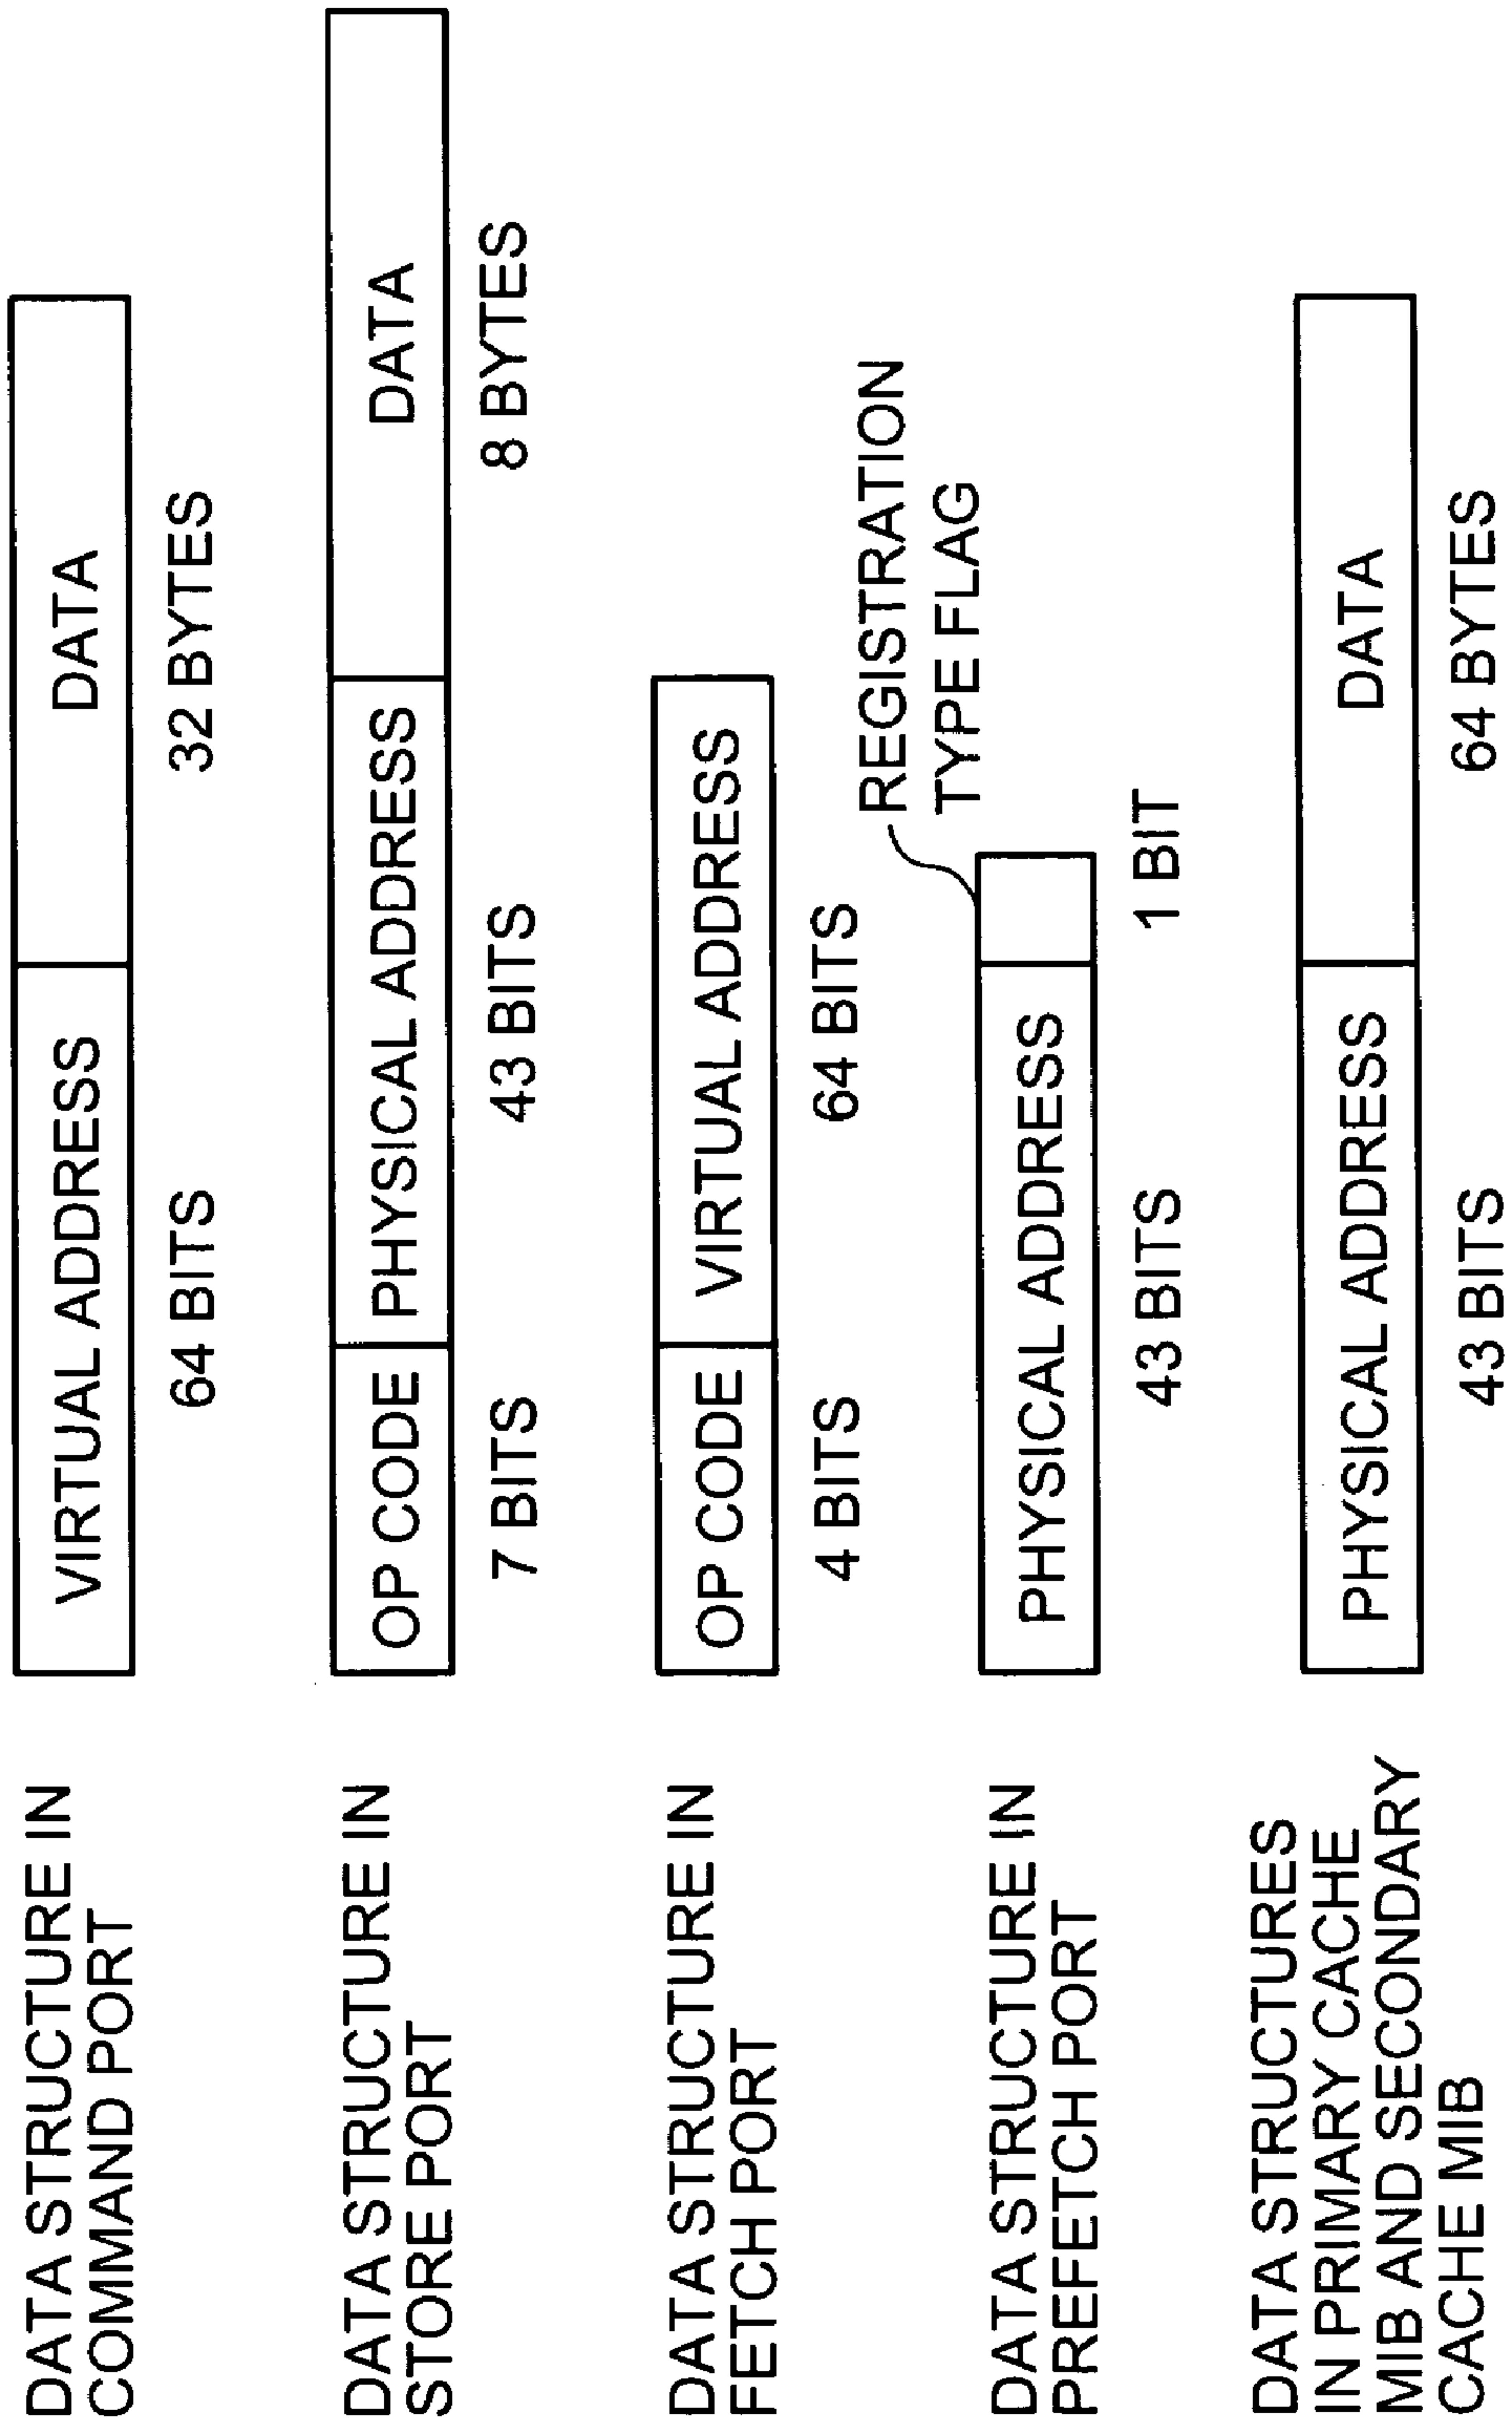 DATA STRUCTURE IN
COMMAND PORT
VIRTUAL ADDRESS
DATA
64 BITS
32 BYTES
DATA STRUCTURE IN
STORE PORT
OP CODE
PHYSICAL ADDRESS
DATA
7 BITS
43 BITS
8 BYTES
DATA STRUCTURE IN
FETCH PORT
OP CODE
VIRTUAL ADDRESS
4 BITS
64 BITS
REGISTRATION
TYPE FLAG
DATA STRUCTURE IN
PREFETCH PORT
PHYSICAL ADDRESS
43 BITS
1 BIT
DATA STRUCTURES
IN PRIMARY CACHE
MIB AND SECONDARY
CACHE MIB
PHYSICAL ADDRESS
DATA
43 BITS
64 BYTES